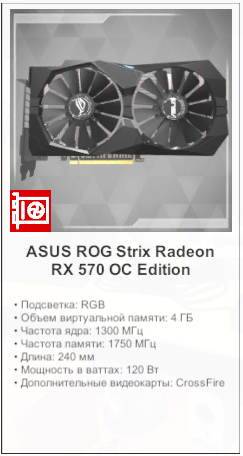 ASUS ROG Strix Radeon
RX 570 OC Edition
• Подсветка: RGB
• Объем виртуальной памяти: 4 ГБ
• Частота ядра: 1300 МГц
• Частота памяти: 1750 МГц
• Длина: 240 мм
• Мощность в ваттах: 120 Вт
• Дополнительные видеокарты: CrossFire